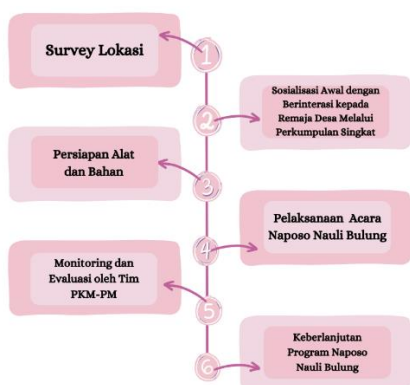 1
Survey Lokasi
2
Sosialisasi Awal dengan
Berinterasi kepada
Remaja Desa Melalui
Perkumpulan Singkat
3
Persiapan Alat
dan Bahan
4
Pelaksanaan Acara
Naposo Nauli Bulung
5
Monitoring dan
Evaluasi oleh Tim
PKM-PM
6
Keberlanjutan
Program Naposo
Nauli Bulung